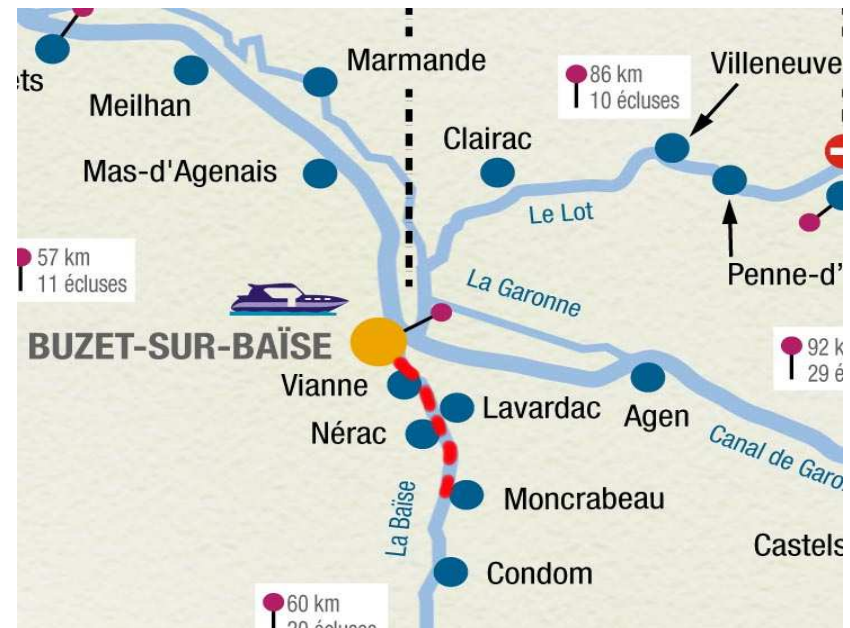 Marmande
Villeneuve
86 km
10 écluses
ets
Meilhan
Clairac
Mas-d'Agenais
Le Lot
57 km
11 écluses
Penne-d'
La Garonne
BUZET-SUR-BAÏSE
92 k
29 é
Vianne
Lavardac
Agen
Nérac
Canal de Garo
La Baïse
Moncrabeau
Castels
Condom
60 km
écluses